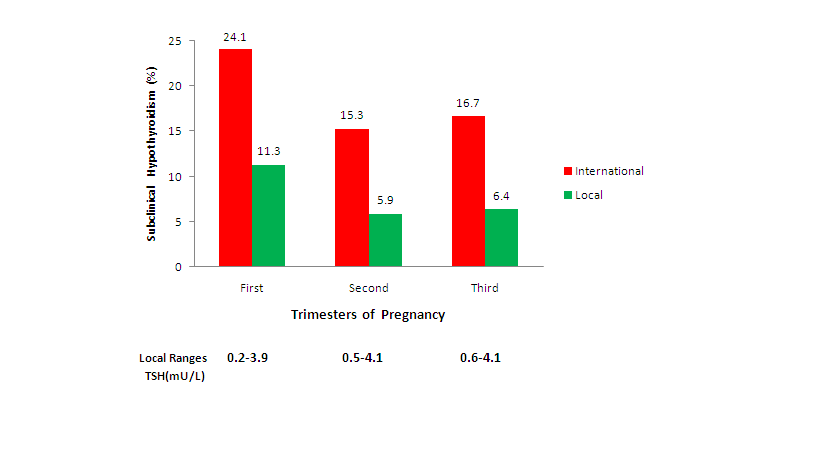 Subclinical Hypothyroidism (%)
25
20
15
10
5
0
24.1
11.3
15.3
5.9
16.7
6.4
First Second Third
Trimesters of Pregnancy
International
Local
Local Ranges 0.2-3.9 0.5-4.1 0.6-4.1
TSH(mU/L)